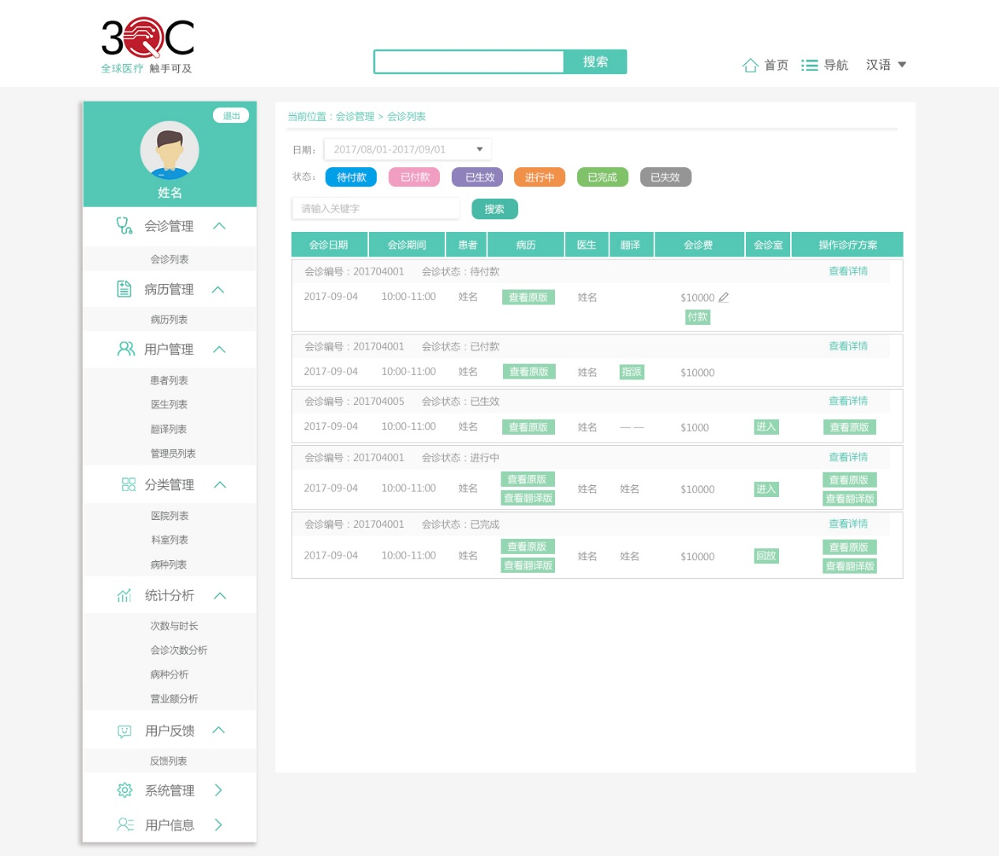 3QC
全球医疗 触手可及
搜索
首页 导航 汉语
退出
姓名
会诊管理
会诊列表
病历管理
病历列表
用户管理
患者列表
医生列表
翻译列表
管理员列表
分类管理
医院列表
科室列表
病种列表
统计分析
次数与时长
会诊次数分析
病种分析
营业额分析
用户反馈
反馈列表
系统管理
用户信息
当前位置：会诊管理 > 会诊列表
日期： 2017/08/01-2017/09/01
状态： 待付款 已付款 已生效 进行中 已完成 已失效
请输入关键字 搜索
会诊日期 会诊期间 患者 病历 医生 翻译 会诊费 会诊室 操作诊疗方案
会诊编号：201704001 会诊状态：待付款 查看详情
2017-09-04 10:00-11:00 姓名 查看原版 姓名 $10000
付款
会诊编号：201704001 会诊状态：已付款 查看详情
2017-09-04 10:00-11:00 姓名 查看原版 姓名 指派 $10000
会诊编号：201704005 会诊状态：已生效 查看详情
2017-09-04 10:00-11:00 姓名 查看原版 姓名 — — $1000 进入 查看原版
会诊编号：201704001 会诊状态：进行中 查看详情
查看原版 查看原版
2017-09-04 10:00-11:00 姓名 姓名 姓名 $10000 进入
查看翻译版 查看翻译版
会诊编号：201704001 会诊状态：已完成 查看详情
查看原版 查看原版
2017-09-04 10:00-11:00 姓名 姓名 姓名 $10000 回放
查看翻译版 查看翻译版